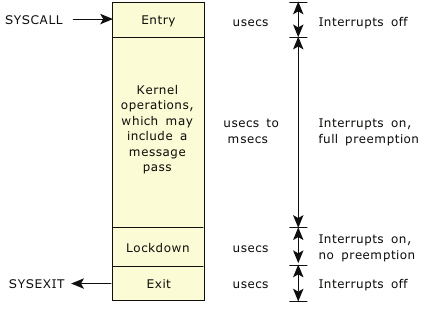 SYSCALL
Entry
usecs
Interrupts off
Kernel
operations,
which may
include a
message
pass
usecs to
msecs
Interrupts on,
full preemption
Lockdown
usecs
Interrupts on,
no preemption
SYSEXIT
Exit
usecs
Interrupts off